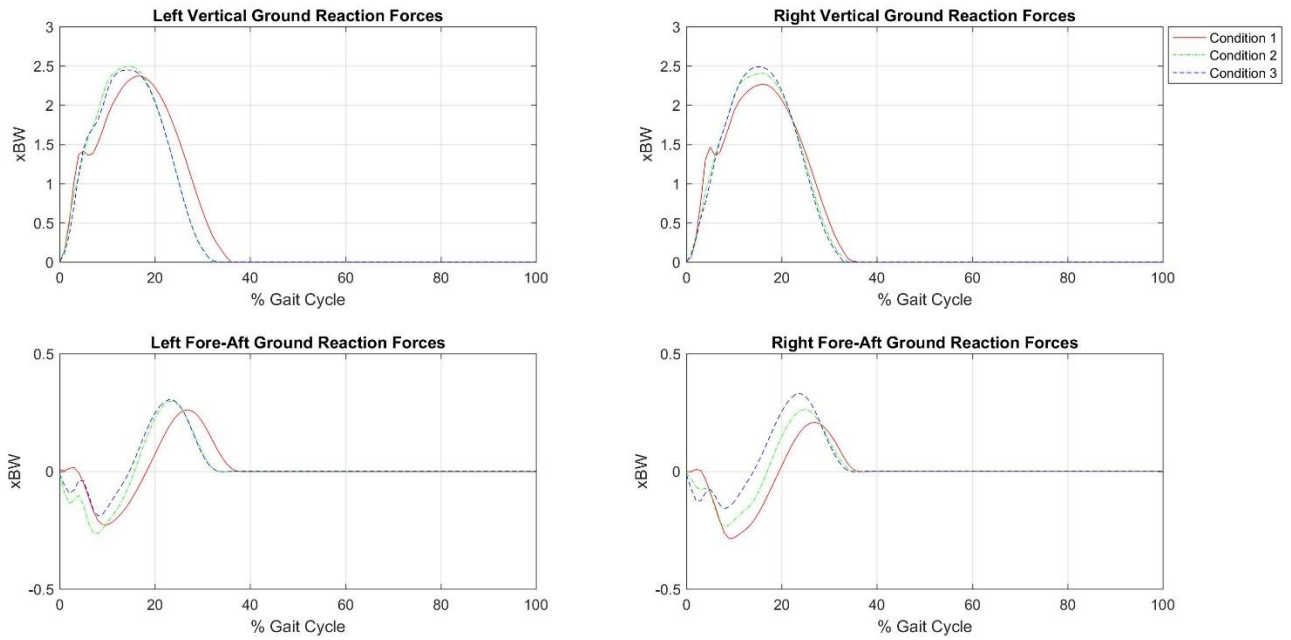 Left Vertical Ground Reaction Forces
3
2.5
2
1.5
1
0.5
0
xBW
0 20 40 60 80 100
% Gait Cycle
Right Vertical Ground Reaction Forces
3
2.5
2
1.5
1
0.5
0
xBW
0 20 40 60 80 100
% Gait Cycle
Condition 1
Condition 2
Condition 3
Left Fore-Aft Ground Reaction Forces
0.5
0
-0.5
xBW
0 20 40 60 80 100
% Gait Cycle
Right Fore-Aft Ground Reaction Forces
0.5
0
-0.5
xBW
0 20 40 60 80 100
% Gait Cycle